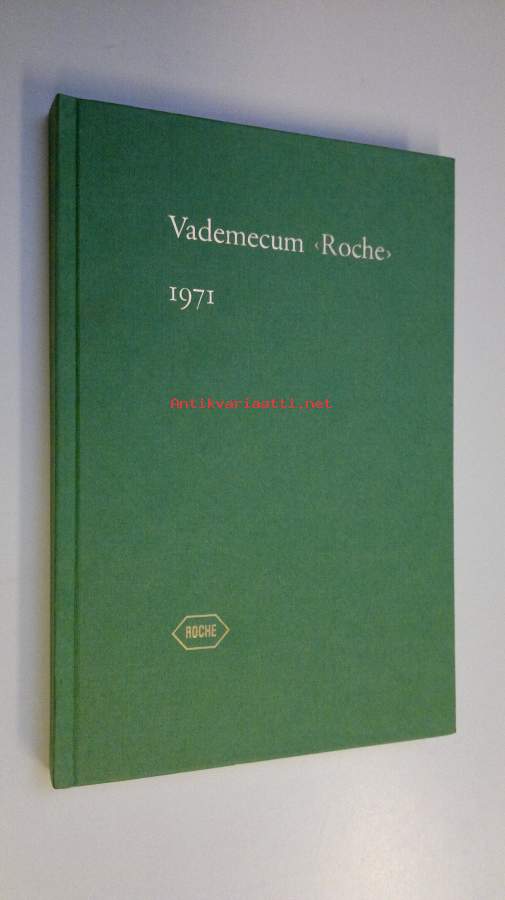 Vademecum ‹Roche›
1971
Antikvariaatti.net
ROCHE